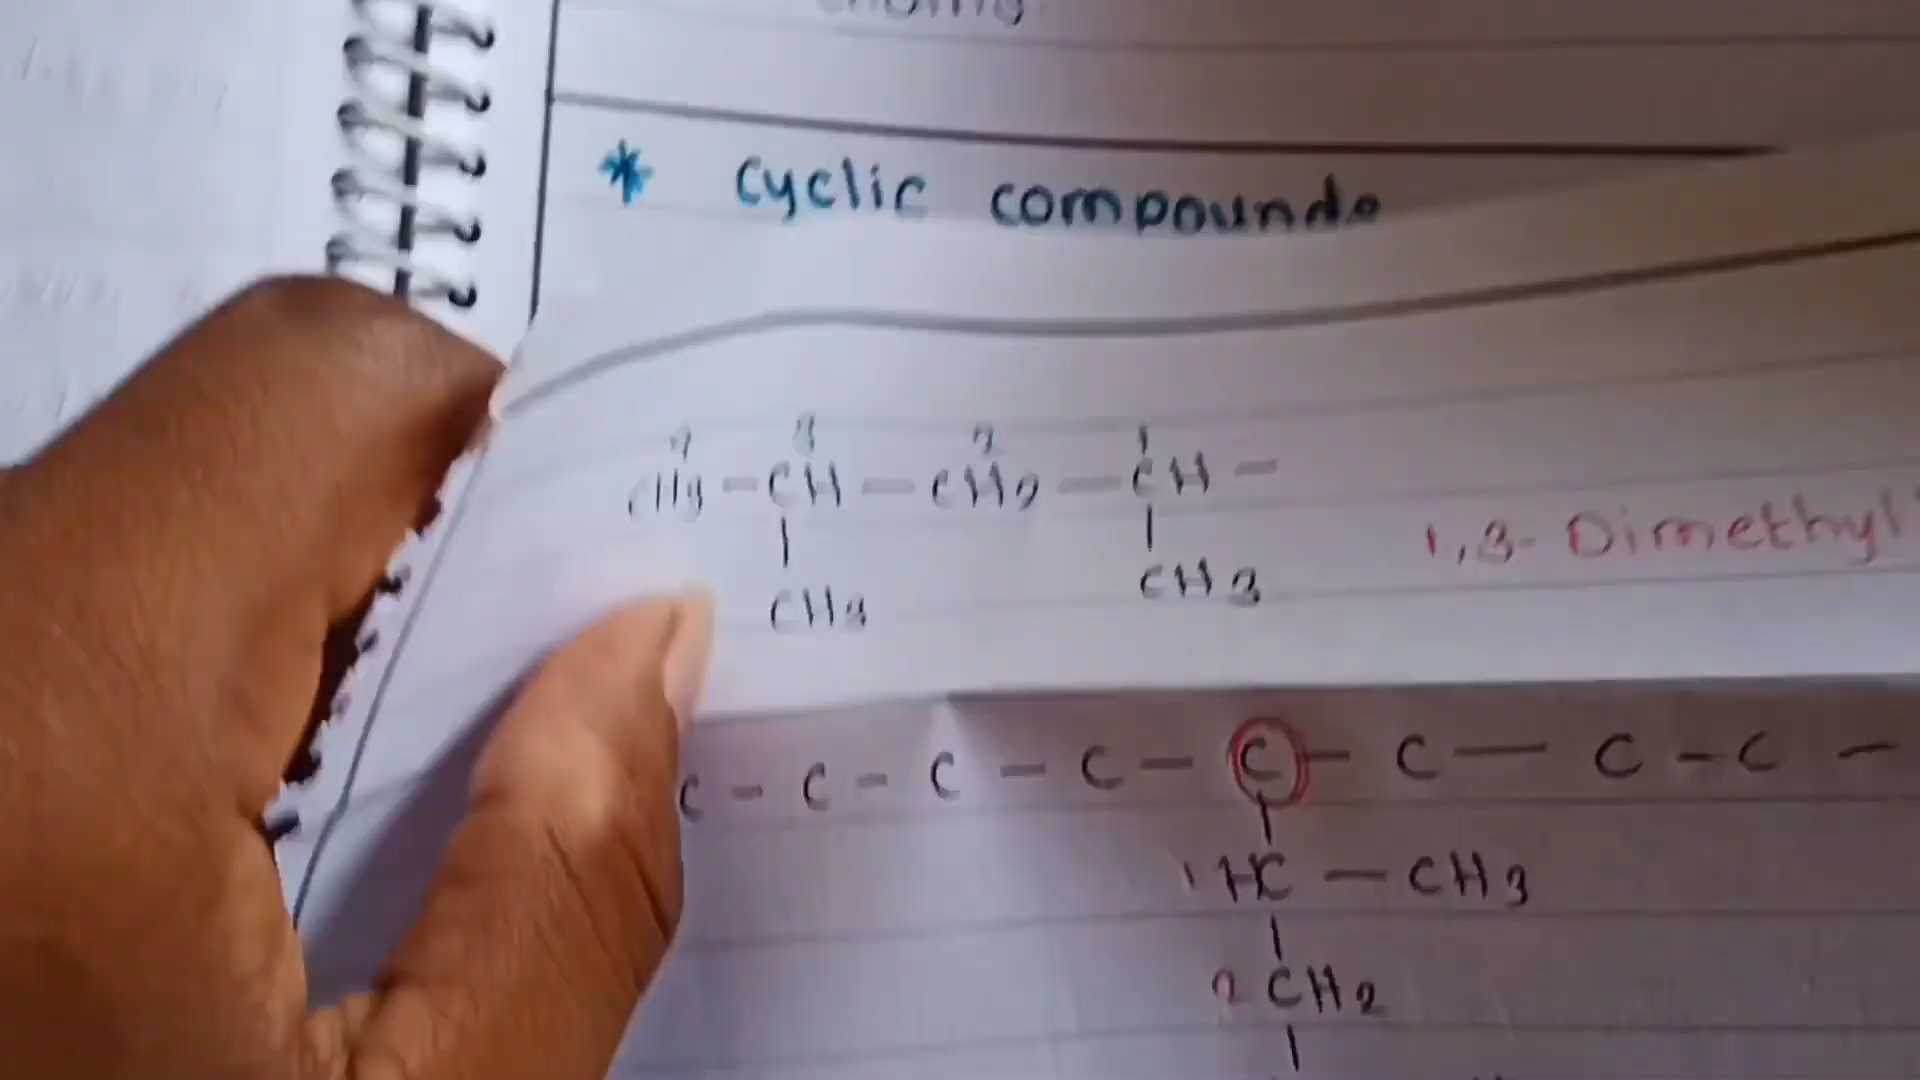 * cyclic compounds
4 3 2 1
CH3 - CH - CH2 - CH -
CH3 CH3
1,3- Dimethyl
C - C - C - C - C - C - C - C -
1 HC - CH3
2 CH2